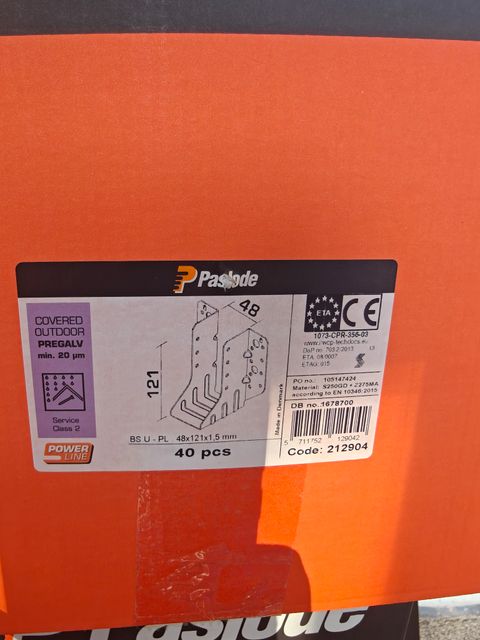 Paslode
COVERED
OUTDOOR
PREGALV
min. 20 µm
Service
Class 2
POWER
LINE
48
121
BS U - PL 48x121x1,5 mm
40 pcs
Made in Denmark
ETA
CE
1073-CPR-356-03
ETAG: 015
PO no.: 105147424
Material: S250GD + Z275MA
according to EN 10346:2015
DB no.:1678700
5 711752 129042
Code: 212904
Paslode